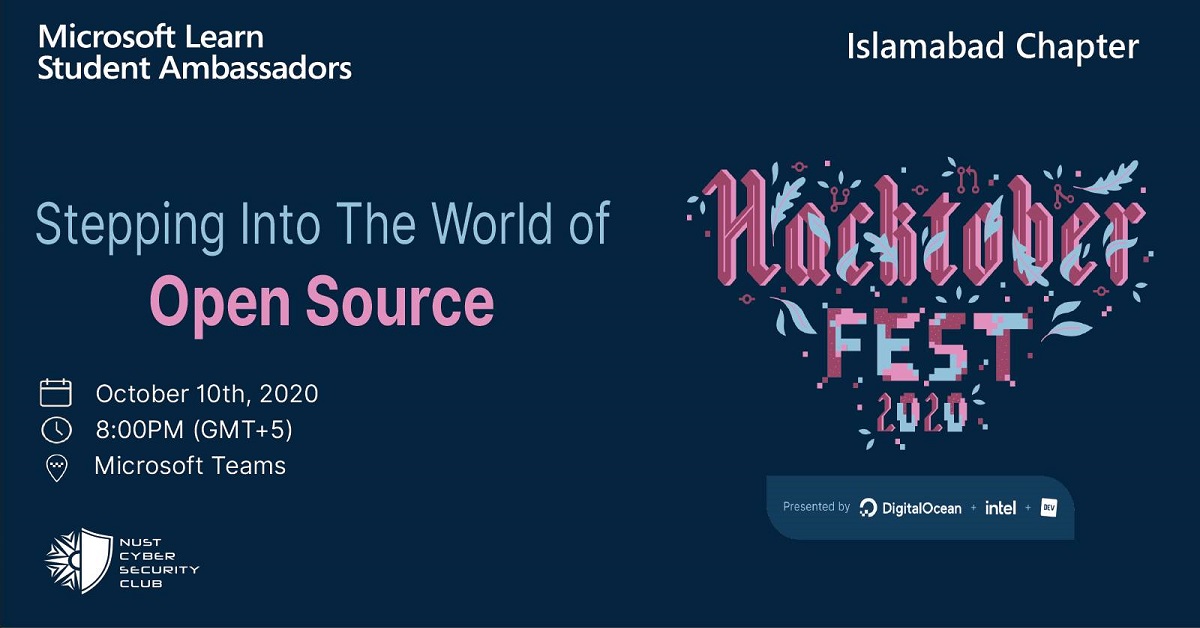 Microsoft Learn
Student Ambassadors
Islamabad Chapter
Stepping Into The World of
Open Source
October 10th, 2020
8:00PM (GMT+5)
Microsoft Teams
NUST
CYBER
SECURITY
CLUB
Hacktober
FEST
2020
Presented by DigitalOcean + intel + DEV